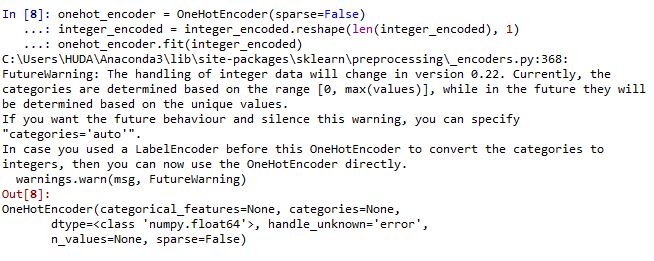 In [8]: onehot_encoder = OneHotEncoder(sparse=False)
   ...: integer_encoded = integer_encoded.reshape(len(integer_encoded), 1)
   ...: onehot_encoder.fit(integer_encoded)
C:\Users\HUDA\Anaconda3\lib\site-packages\sklearn\preprocessing\_encoders.py:368:
FutureWarning: The handling of integer data will change in version 0.22. Currently, the
categories are determined based on the range [0, max(values)], while in the future they will
be determined based on the unique values.
If you want the future behaviour and silence this warning, you can specify
"categories='auto'".
In case you used a LabelEncoder before this OneHotEncoder to convert the categories to
integers, then you can now use the OneHotEncoder directly.
  warnings.warn(msg, FutureWarning)
Out[8]:
OneHotEncoder(categorical_features=None, categories=None,
       dtype=<class 'numpy.float64'>, handle_unknown='error',
       n_values=None, sparse=False)